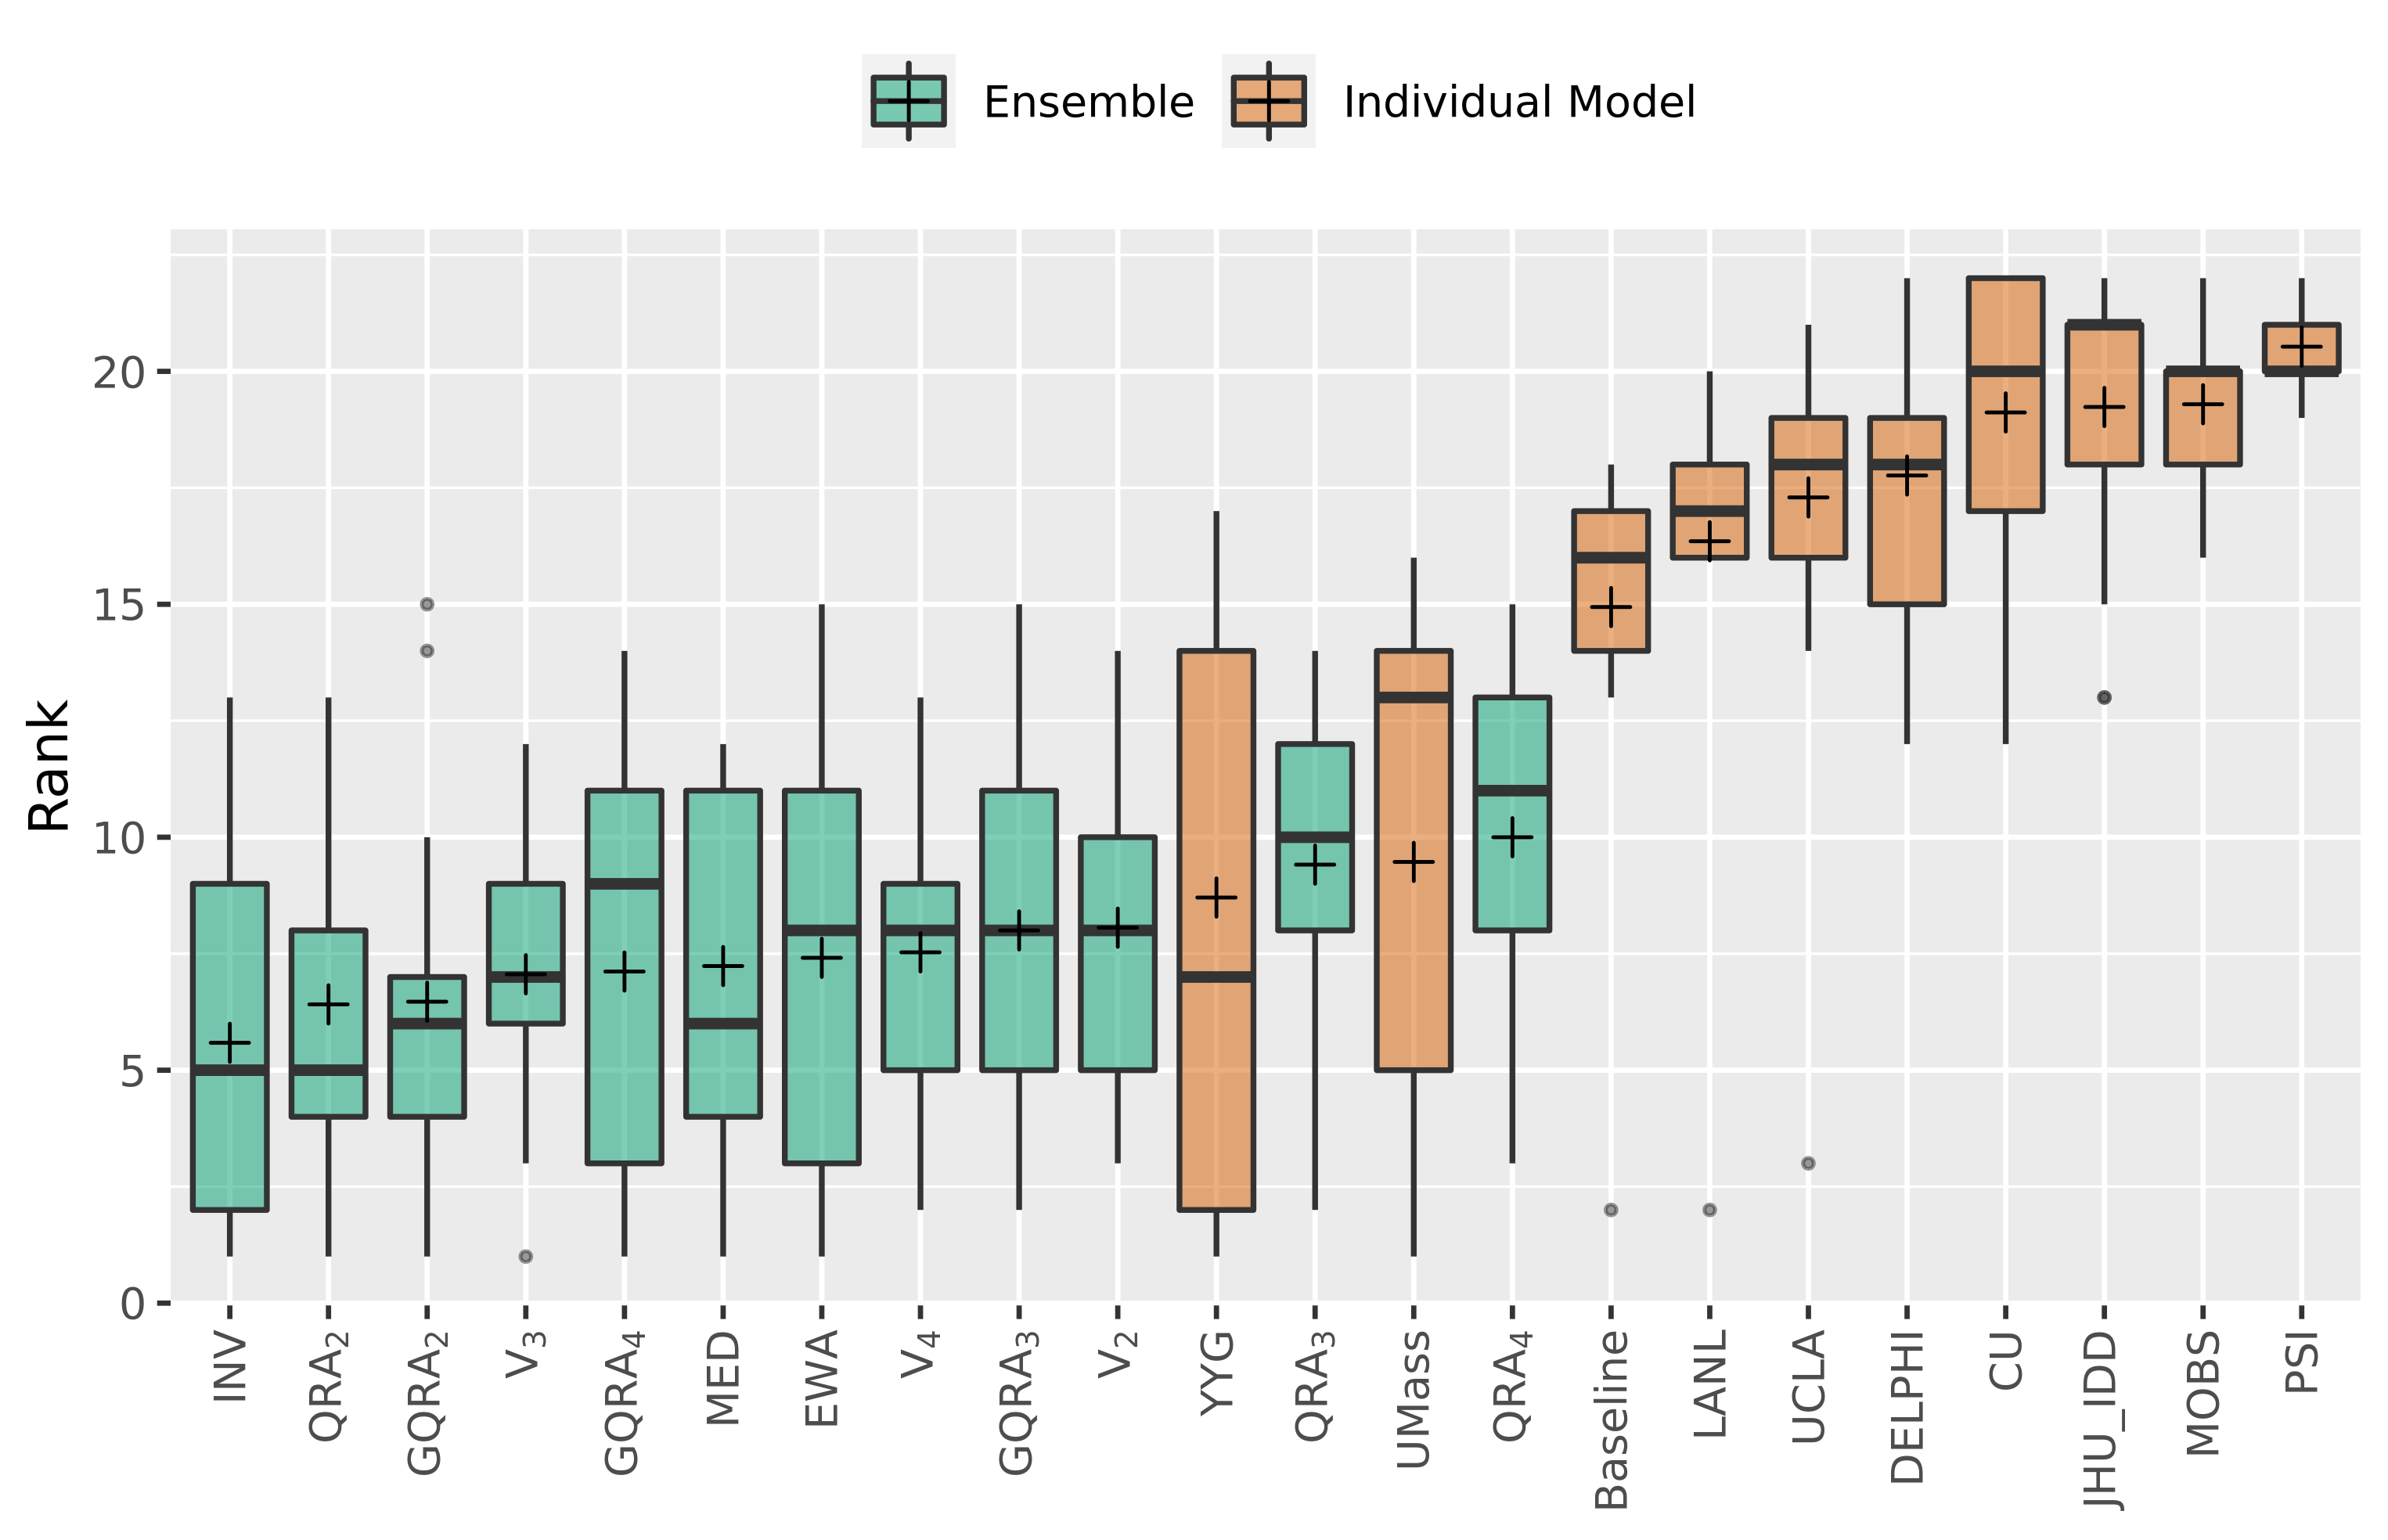 Ensemble Individual Model
Rank
20
15
10
5
0
INV QRA₂ GQRA₂ V₃ GQRA₄ MED EWA V₄ GQRA₃ V₂ YYG QRA₃ UMass QRA₄ Baseline LANL UCLA DELPHI CU JHU_IDD MOBS PSI